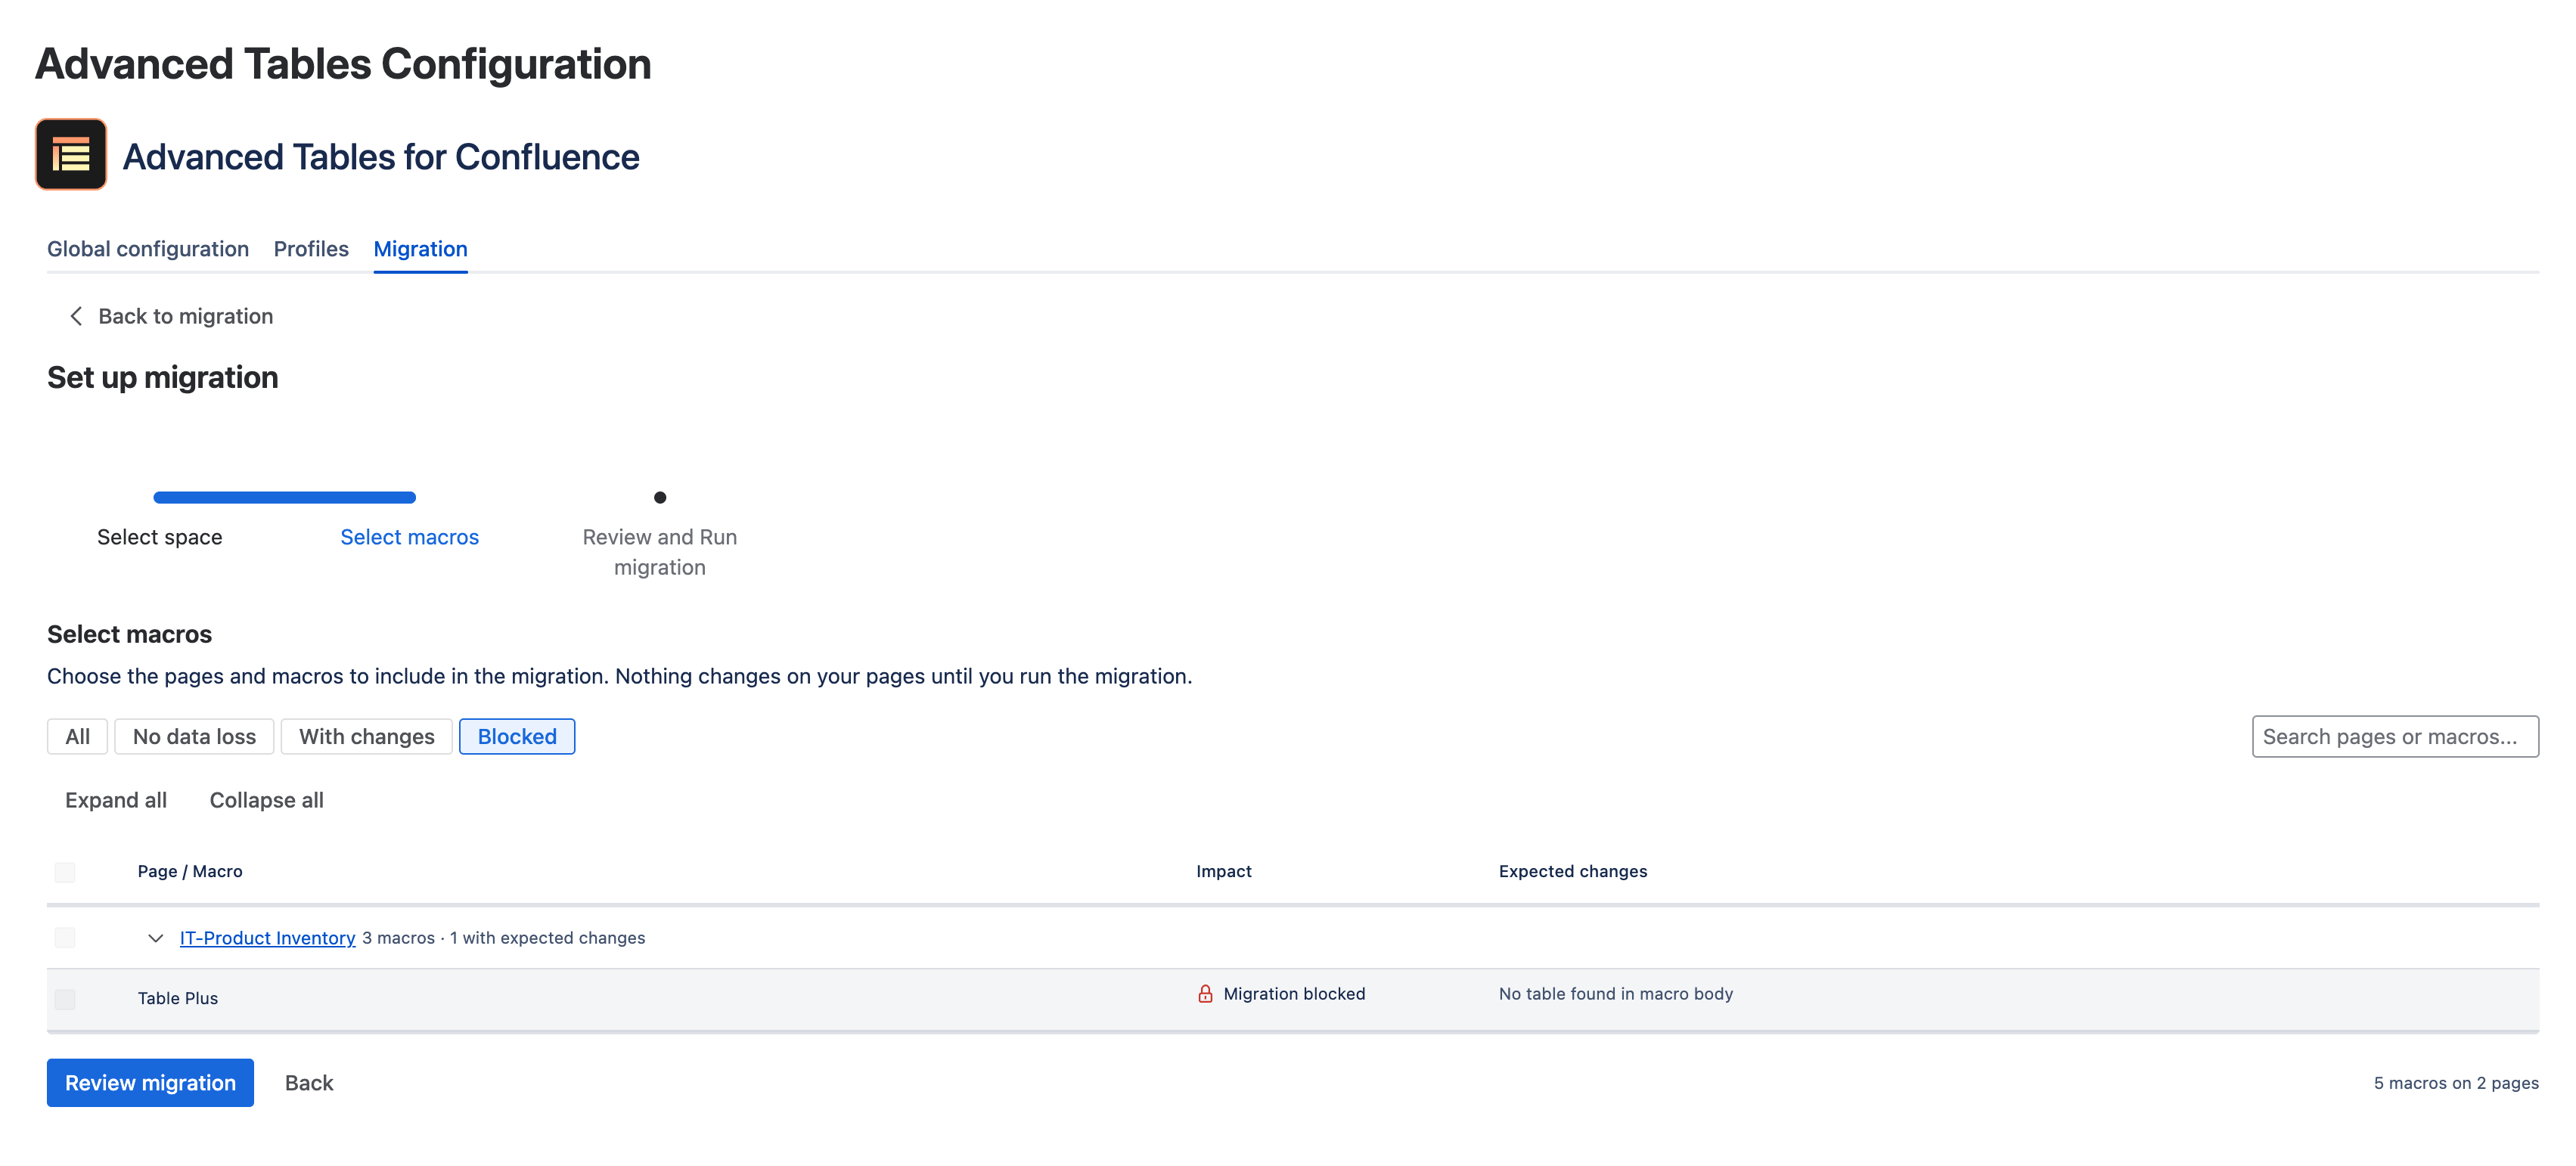 Advanced Tables Configuration
Advanced Tables for Confluence
Global configuration Profiles Migration
Back to migration
Set up migration
Select space Select macros Review and Run
migration
Select macros
Choose the pages and macros to include in the migration. Nothing changes on your pages until you run the migration.
All No data loss With changes Blocked Search pages or macros...
Expand all Collapse all
Page / Macro Impact Expected changes
IT-Product Inventory 3 macros · 1 with expected changes
Table Plus Migration blocked No table found in macro body
Review migration Back 5 macros on 2 pages